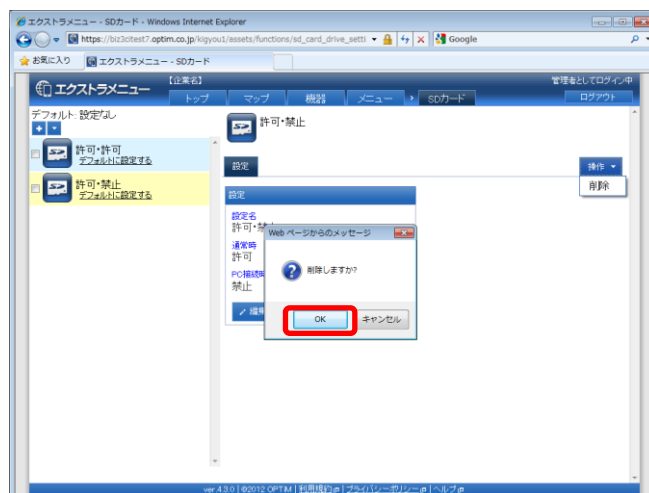 エクストラメニュー - SDカード - Windows Internet Explorer
https://biz3citest7.optim.co.jp/kigyou1/assets/functions/sd_card_drive_setti
Google
お気に入り
エクストラメニュー - SDカード
エクストラメニュー
【企業名】
管理者としてログイン中
トップ
マップ
機器
メニュー
SDカード
ログアウト
デフォルト: 設定なし
許可・許可
デフォルトに設定する
許可・禁止
デフォルトに設定する
許可・禁止
設定
操作
削除
設定
設定名
許可・禁止
通常時
許可
PC接続時
禁止
編集
Web ページからのメッセージ
削除しますか?
OK
キャンセル
ver.4.3.0 | ©2012 OPTiM | 利用規約 | プライバシーポリシー | ヘルプ